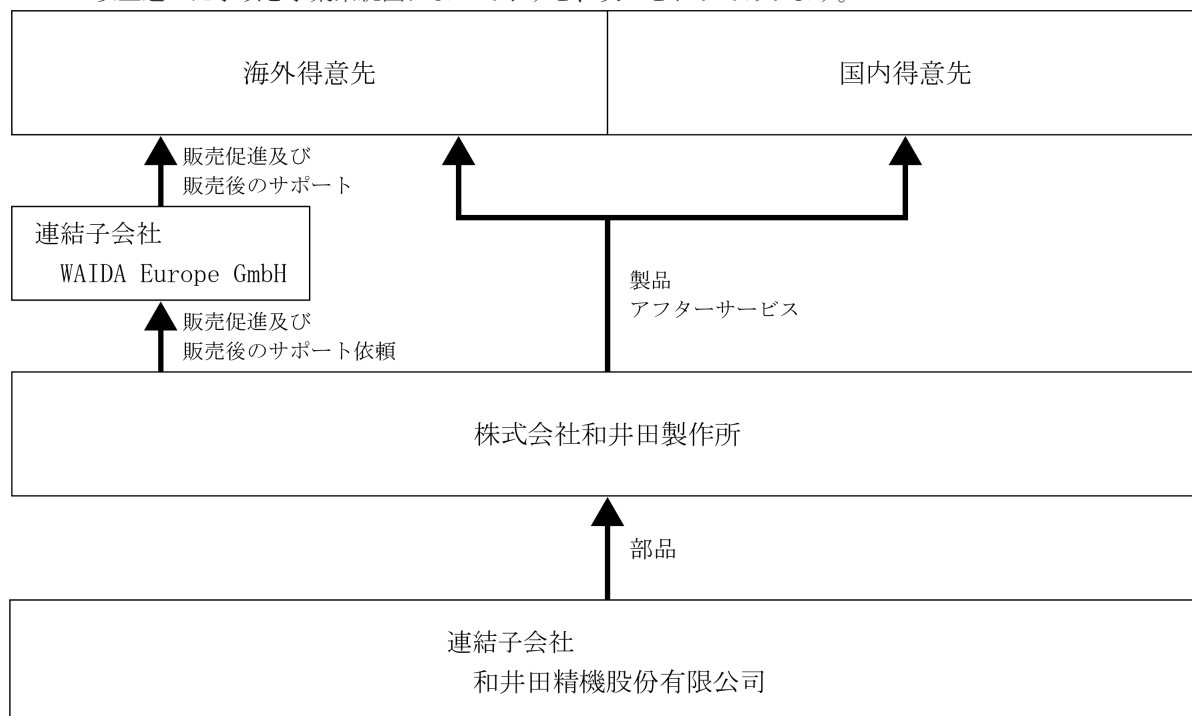 海外得意先
国内得意先
販売促進及び
販売後のサポート
連結子会社
WAIDA Europe GmbH
製品
アフターサービス
販売促進及び
販売後のサポート依頼
株式会社和井田製作所
部品
連結子会社
和井田精機股份有限公司